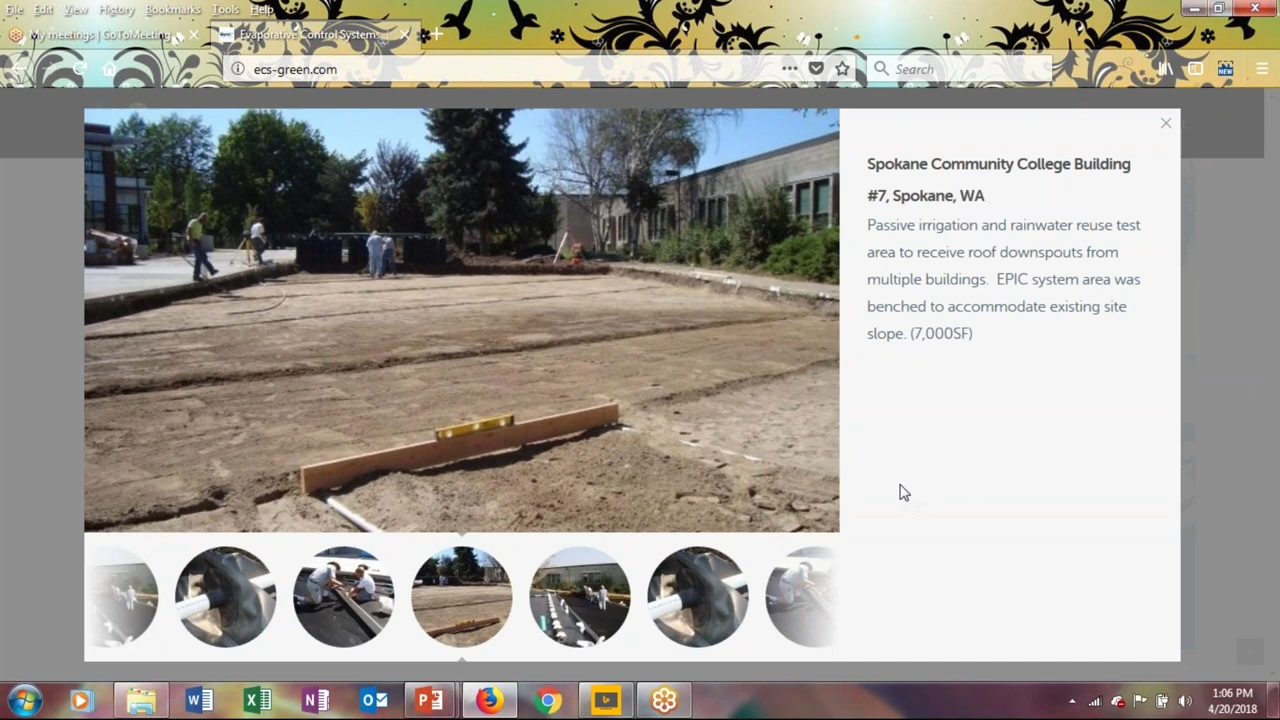 File Edit View History Bookmarks Tools Help
My meetings | GoToMeeting
Evaporative Control Systems,
ecs-green.com
Search
NEW
Spokane Community College Building
#7, Spokane, WA
Passive irrigation and rainwater reuse test
area to receive roof downspouts from
multiple buildings. EPIC system area was
benched to accommodate existing site
slope. (7,000SF)
1:06 PM
4/20/2018